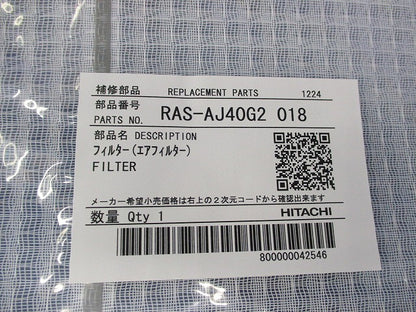 補修部品 REPLACEMENT PARTS 1224
部品番号
PARTS NO. RAS-AJ40G2 018
部品名 DESCRIPTION
フィルター(エアフィルター)
FILTER
メーカー希望小売価格は右上の2次元コードから確認出来ます
数量 Qty 1 HITACHI
800000042546